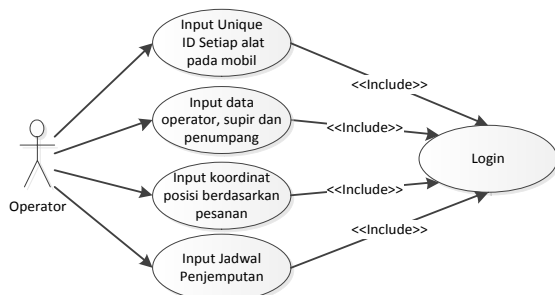 Input Unique
ID Setiap alat
pada mobil
<<Include>>
Input data
operator, supir dan
penumpang
<<Include>>
Login
Operator
Input koordinat
posisi berdasarkan
pesanan
<<Include>>
<<Include>>
Input Jadwal
Penjemputan